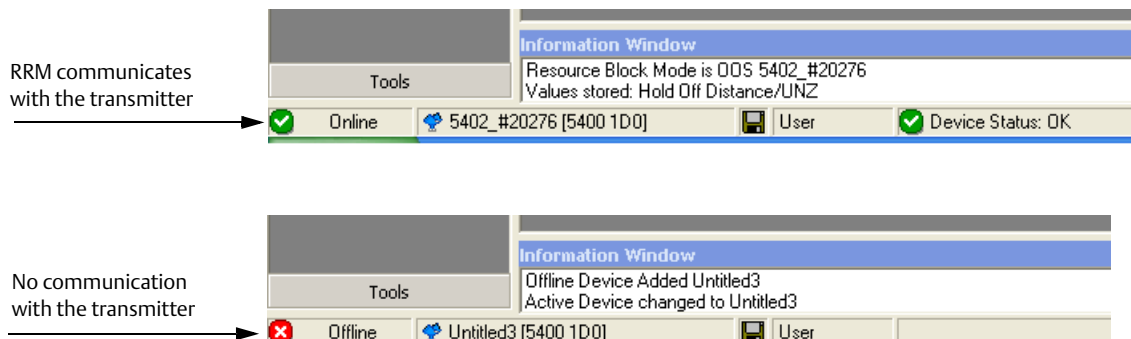 Information Window
RRM communicates
with the transmitter
Tools
Resource Block Mode is OOS 5402_#20276
Values stored: Hold Off Distance/UNZ
Online 5402_#20276 [5400 1D0] User Device Status: OK
Information Window
No communication
with the transmitter
Tools
Offline Device Added Untitled3
Active Device changed to Untitled3
Offline Untitled3 [5400 1D0] User